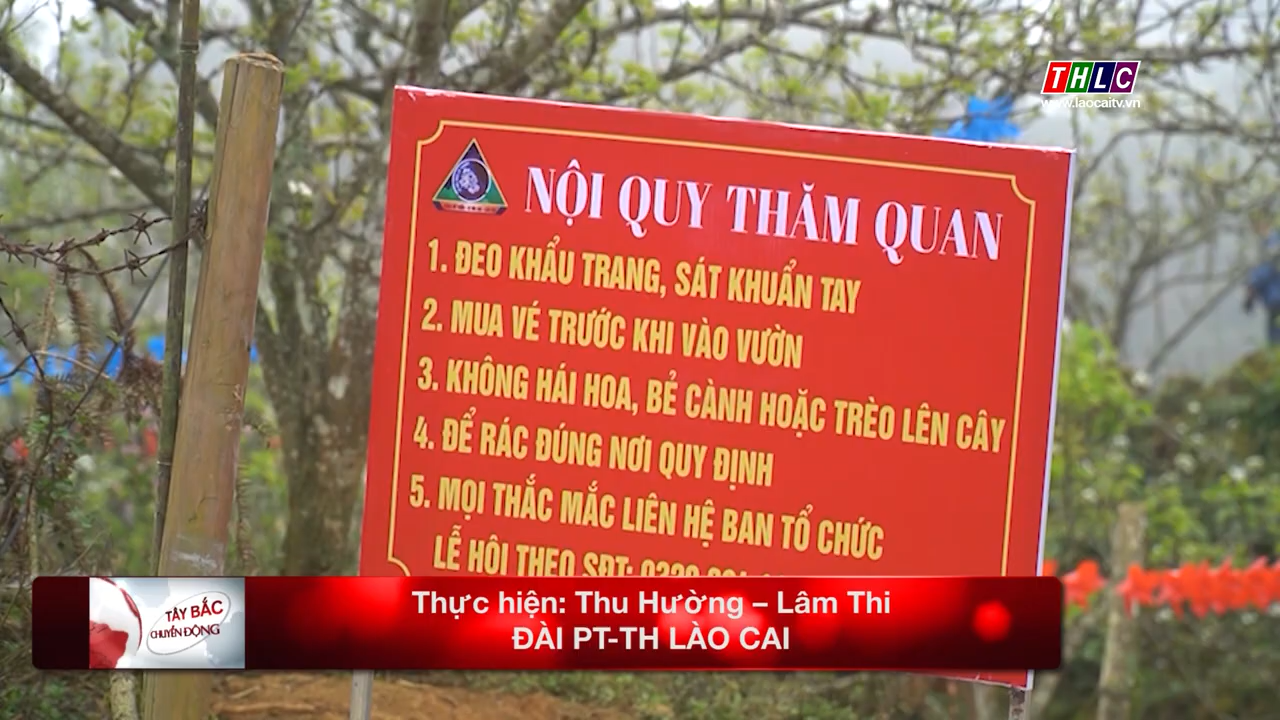 THLC
www.laocaitv.vn
NỘI QUY THĂM QUAN
1. ĐEO KHẨU TRANG, SÁT KHUẨN TAY
2. MUA VÉ TRƯỚC KHI VÀO VƯỜN
3. KHÔNG HÁI HOA, BẺ CÀNH HOẶC TRÈO LÊN CÂY
4. ĐỂ RÁC ĐÚNG NƠI QUY ĐỊNH
5. MỌI THẮC MẮC LIÊN HỆ BAN TỔ CHỨC
LỄ HỘI THEO SĐT:
TÂY BẮC
CHUYỂN ĐỘNG
Thực hiện: Thu Hường – Lâm Thi
ĐÀI PT-TH LÀO CAI